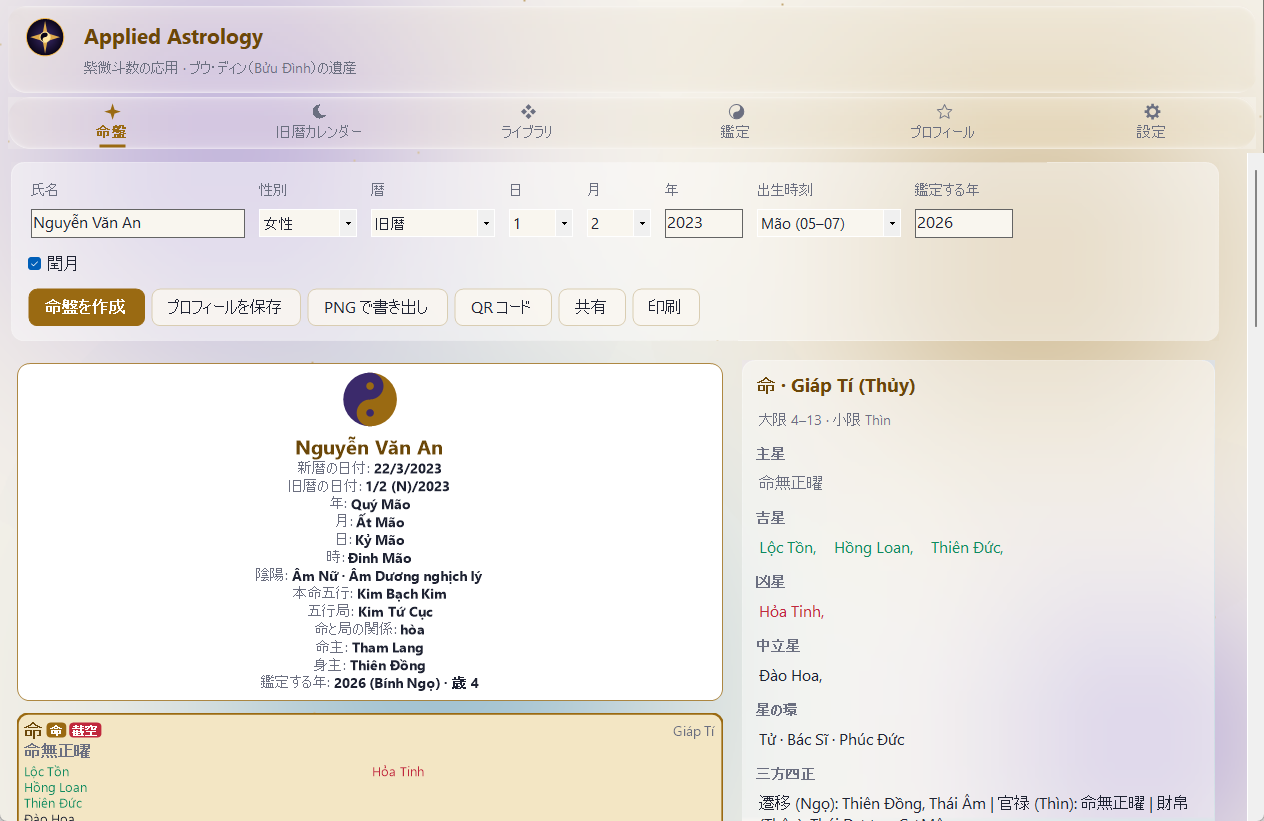 Applied Astrology
紫微斗数の応用 · ブウ·ディン(Bửu Đình)の遺産
命盤
旧暦カレンダー
ライブラリ
鑑定
プロフィール
設定
氏名 性別 暦 日 月 年 出生時刻 鑑定する年
Nguyễn Văn An 女性 旧暦 1 2 2023 Mão (05–07) 2026
閏月
命盤を作成 プロフィールを保存 PNG で書き出し QR コード 共有 印刷
Nguyễn Văn An
新暦の日付: 22/3/2023
旧暦の日付: 1/2 (N)/2023
年: Quý Mão
月: Ất Mão
日: Kỷ Mão
時: Đinh Mão
陰陽: Âm Nữ · Âm Dương nghịch lý
本命五行: Kim Bạch Kim
五行局: Kim Tứ Cục
命と局の関係: hòa
命主: Tham Lang
身主: Thiên Đồng
鑑定する年: 2026 (Bính Ngọ) · 歳 4
命 命 截空 Giáp Tí
命無正曜
Lộc Tồn Hỏa Tinh
Hồng Loan
Thiên Đức
Đào Hoa
命 · Giáp Tí (Thủy)
大限 4–13 · 小限 Thìn
主星
命無正曜
吉星
Lộc Tồn, Hồng Loan, Thiên Đức,
凶星
Hỏa Tinh,
中立星
Đào Hoa,
星の環
Tử · Bác Sĩ · Phúc Đức
三方四正
遷移 (Ngọ): Thiên Đồng, Thái Âm | 官禄 (Thìn): 命無正曜 | 財帛